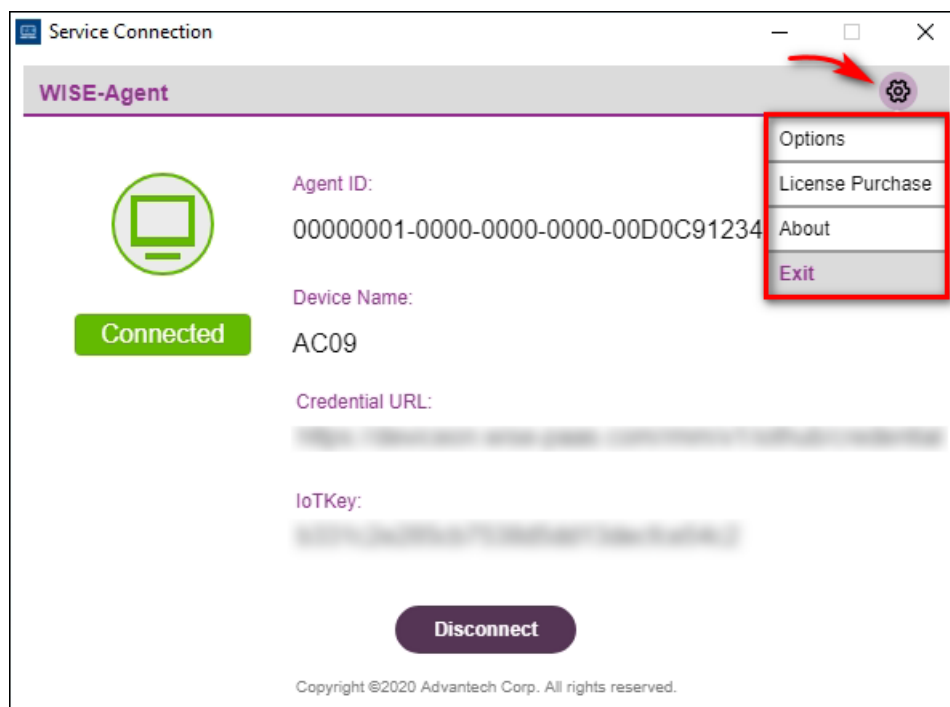 Service Connection
WISE-Agent
Options
License Purchase
About
Exit
Agent ID:
00000001-0000-0000-0000-00D0C91234
Device Name:
Connected
AC09
Credential URL:
IoTKey:
Disconnect
Copyright ©2020 Advantech Corp. All rights reserved.